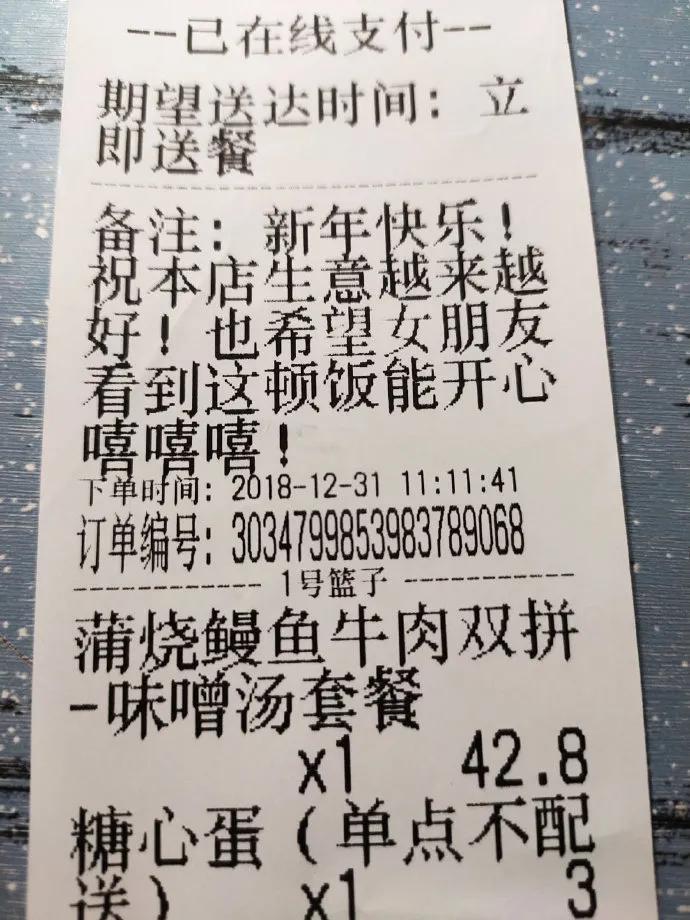 --已在线支付--
期望送达时间：立
即送餐
备注：新年快乐！
祝本店生意越来越
好！也希望女朋友
看到这顿饭能开心
嘻嘻嘻！
下单时间：2018-12-31 11:11:41
订单编号：3034799853983789068
1号篮子
蒲烧鳗鱼牛肉双拼
-味噌汤套餐
x1 42.8
糖心蛋（单点不配
送） x1 3